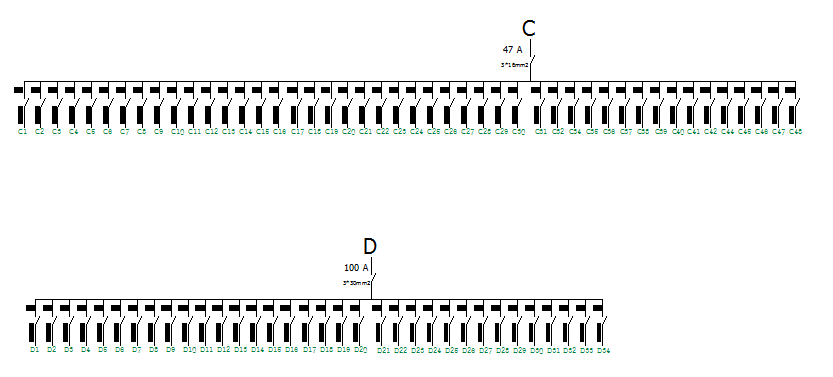 C
47 A
3*16mm2
C1 C2 C3 C4 C5 C6 C7 C8 C9 C10 C11 C12 C13 C14 C15 C16 C17 C18 C19 C20 C21 C22 C23 C24 C25 C26 C27 C28 C29 C30 C31 C32 C34 C35 C36 C37 C38 C39 C40 C41 C42 C44 C45 C46 C47 C48
D
100 A
3*30mm2
D1 D2 D3 D4 D5 D6 D7 D8 D9 D10 D11 D12 D13 D14 D15 D16 D17 D18 D19 D20 D21 D22 D23 D24 D25 D26 D27 D28 D29 D30 D31 D32 D33 D34